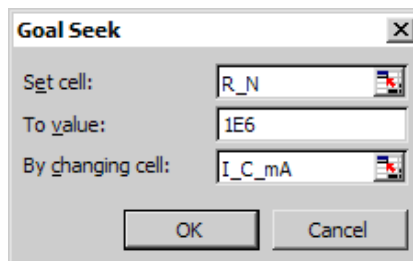 Goal Seek
Set cell: R_N
To value: 1E6
By changing cell: I_C_mA
OK Cancel